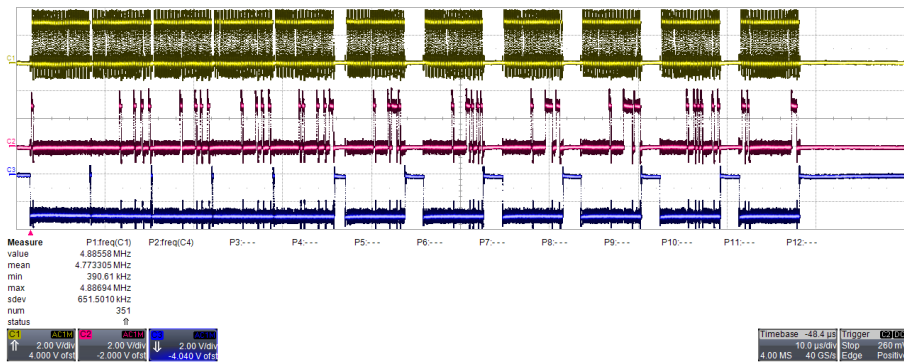 C1
C2
C3
Measure P1:freq(C1) P2:freq(C4) P3:- - - P4:- - - P5:- - - P6:- - - P7:- - - P8:- - - P9:- - - P10:- - - P11:- - - P12:- - -
value 4.88558 MHz
mean 4.773305 MHz
min 390.61 kHz
max 4.88694 MHz
sdev 651.5010 kHz
num 351
status
C1 AC1M C2 AC1M Timebase -48.4 µs Trigger C2 DC
2.00 V/div 2.00 V/div 2.00 V/div 10.0 µs/div Stop 260 mV
4.000 V ofst -2.000 V ofst -4.040 V ofst 4.00 MS 40 GS/s Edge Positive